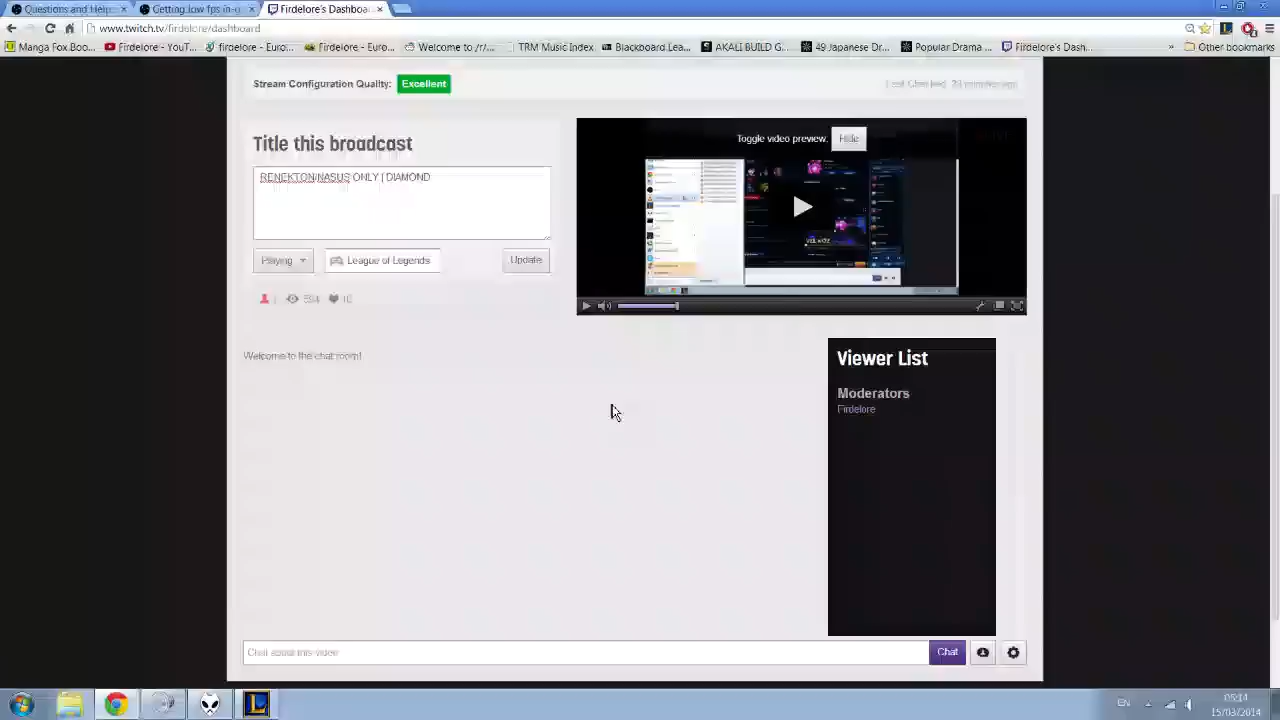 Questions and Help...
Getting low fps in-o...
Firdelore's Dashboa...
www.twitch.tv/firdelore/dashboard
Manga Fox.Boo...
Firdelore - YouT...
firdelore - Euro...
Firdelore - Euro...
Welcome to /r/...
TRM Music Index.
Blackboard Lea...
AKALI BUILD G...
49 Japanese Dr...
Popular Drama ...
Firdelore's Dash...
»
Other bookmarks
Stream Configuration Quality: Excellent
Title this broadcast
Toggle video preview: Hide
ONLY | DIAMOND
Playing
League of Legends
Update
Welcome to the chat room!
Viewer List
Moderators
Firdelore
Chat about this video
Chat
EN
05:14
15/03/2014